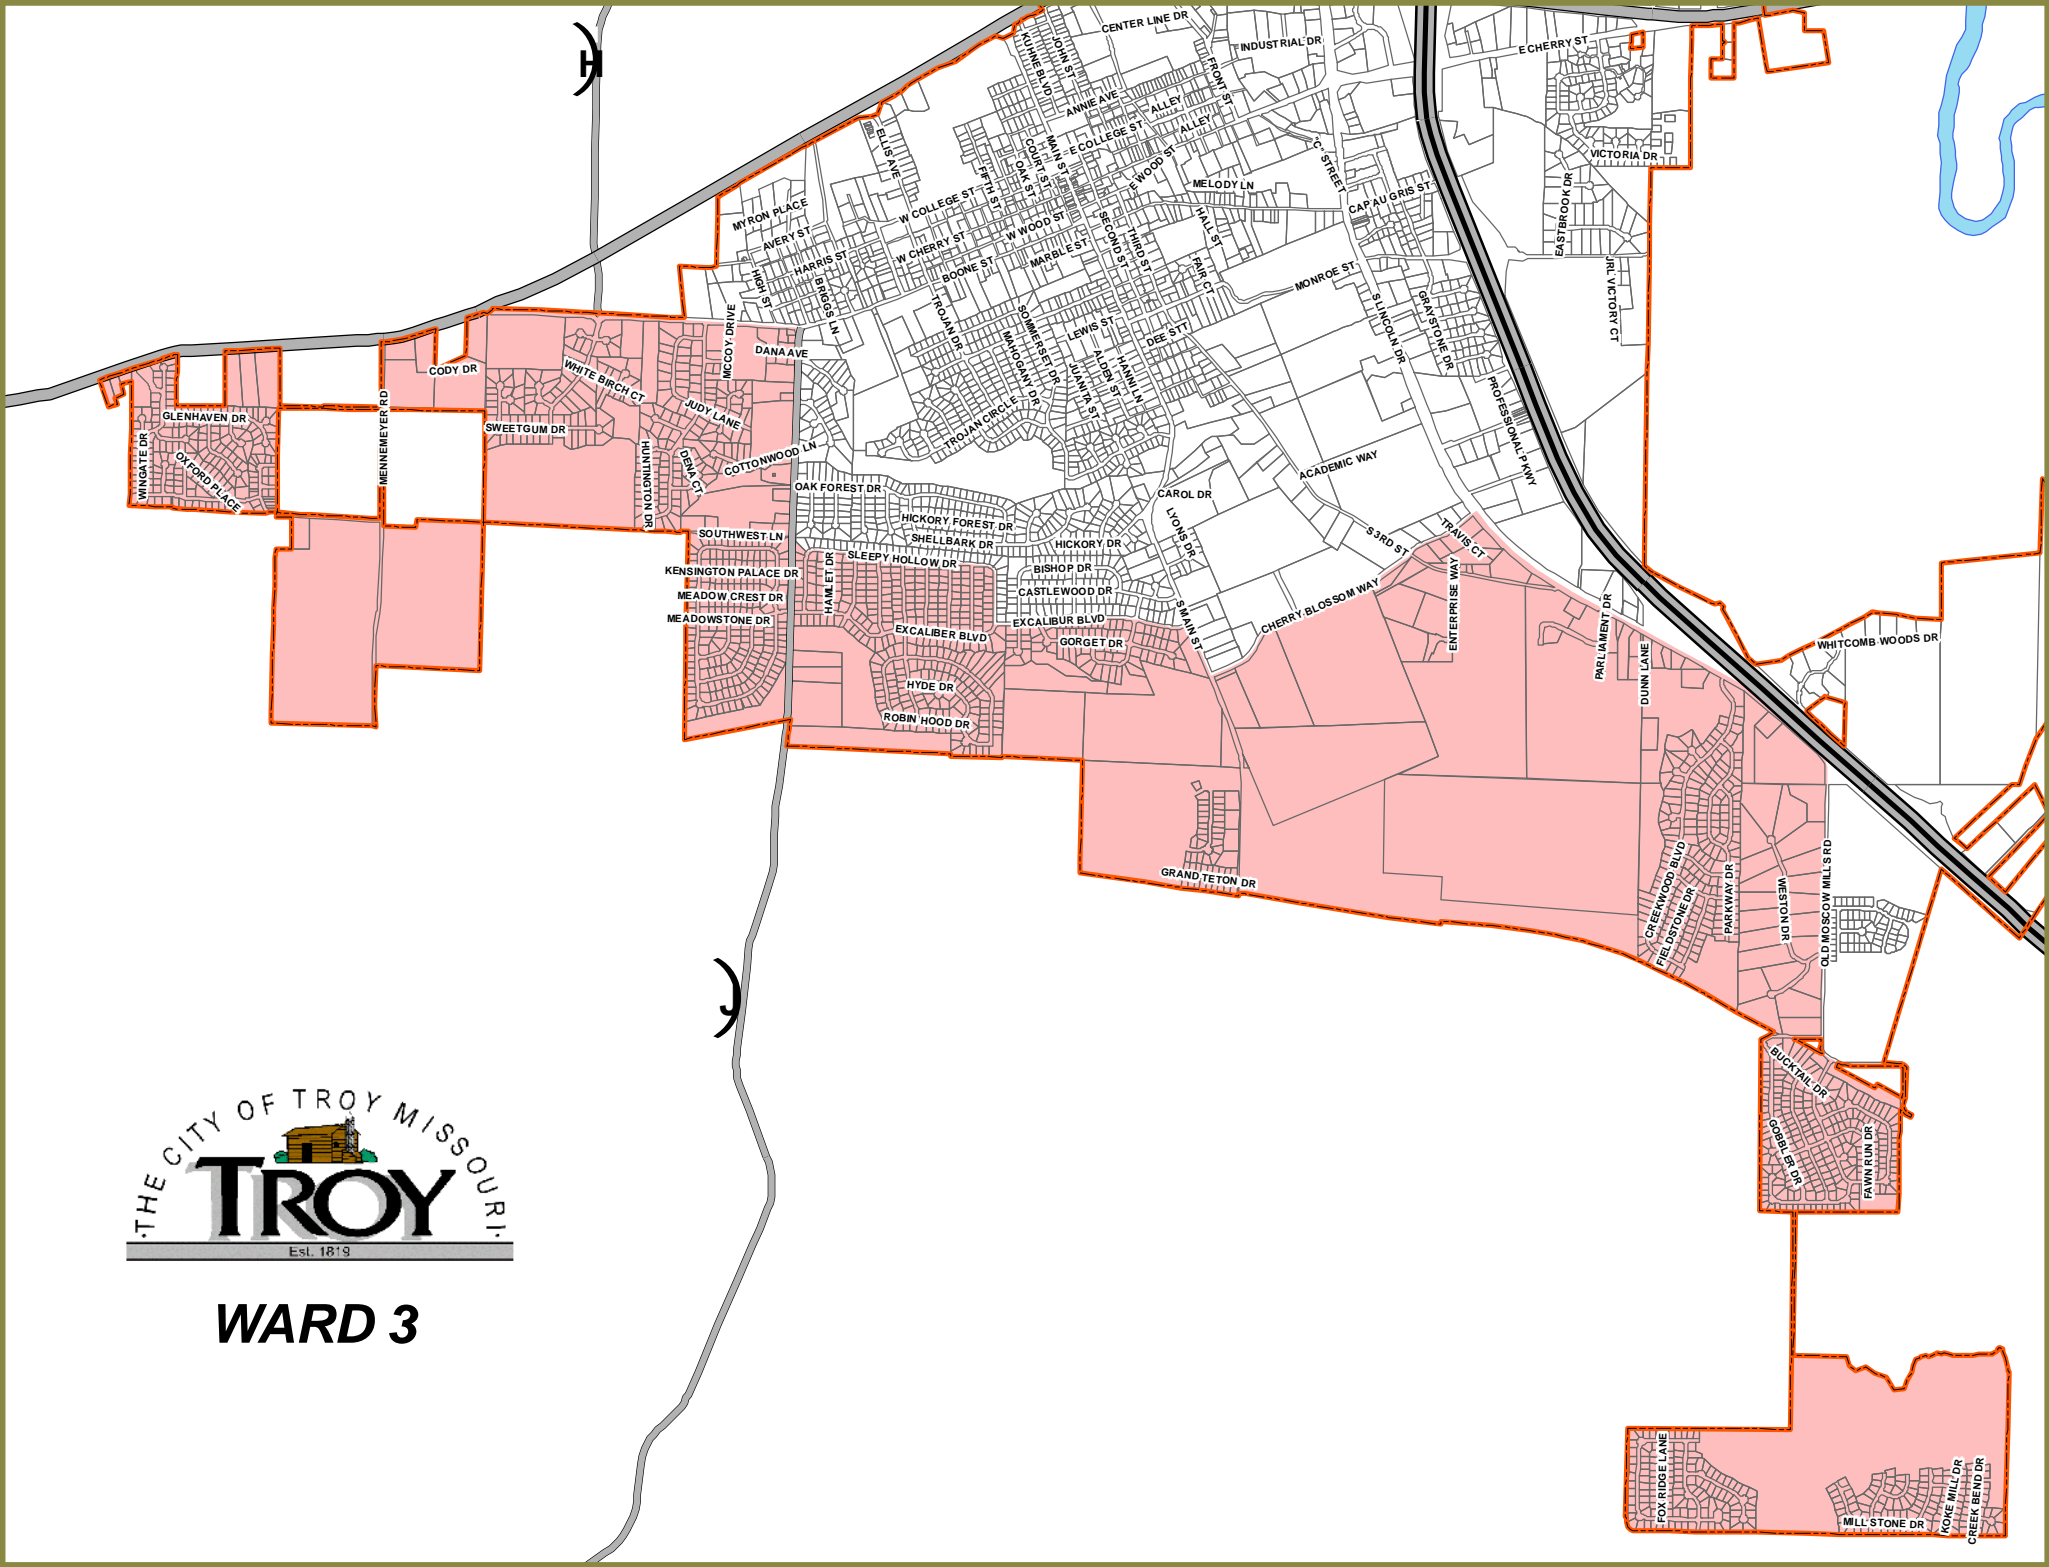 CENTER LINE DR
KUHNE BLVD
JOHN ST
INDUSTRIAL DR
E CHERRY ST
H
FRONT ST
ANNIE AVE
ALLEY
ALLEY
ELLIS AVE
E COLLEGE ST
MAIN ST
COURT ST
OAK ST
FIFTH ST
E WOOD ST
"C" STREET
VICTORIA DR
MELODY LN
CAP AU GRIS ST
EASTBROOK DR
MYRON PLACE
W COLLEGE ST
AVERY ST
W CHERRY ST
W WOOD ST
SECOND ST
THIRD ST
HALL ST
HARRIS ST
BOONE ST
MARBLE ST
FAIR CT
MONROE ST
HIGH ST
BRIGGS LN
JRL VICTORY CT
TROJAN DR
SOMMERSET DR
LEWIS ST
DEE STT
S LINCOLN DR
GRAYSTONE DR
MCCOY DRIVE
DANA AVE
MAHOGANY DR
ALDEN ST
HANNI LN
JUANITA ST
CODY DR
WHITE BIRCH CT
MENNEMEYER RD
PROFESSIONAL PKWY
GLENHAVEN DR
JUDY LANE
SWEETGUM DR
TROJAN CIRCLE
WINGATE DR
OXFORD PLACE
HUNTINGTON DR
DENA CT
COTTONWOOD LN
ACADEMIC WAY
OAK FOREST DR
CAROL DR
HICKORY FOREST DR
LYONS DR
SOUTHWEST LN
SHELLBARK DR
HICKORY DR
S 3RD ST
TRAVIS CT
SLEEPY HOLLOW DR
KENSINGTON PALACE DR
HAMLET DR
BISHOP DR
MEADOW CREST DR
CASTLEWOOD DR
CHERRY BLOSSOM WAY
ENTERPRISE WAY
PARLIAMENT DR
MEADOWSTONE DR
EXCALIBUR BLVD
EXCALIBER BLVD
S MAIN ST
GORGET DR
WHITCOMB WOODS DR
DUNN LANE
HYDE DR
ROBIN HOOD DR
GRAND TETON DR
CREEKWOOD BLVD
FIELDSTONE DR
PARKWAY DR
WESTON DR
OLD MOSCOW MILLS RD
J
BUCKTAIL DR
GOBBLER DR
FAWN RUN DR
THE CITY OF TROY MISSOURI
TROY
Est. 1819
WARD 3
FOX RIDGE LANE
MILL STONE DR
KOKE MILL DR
CREEK BEND DR